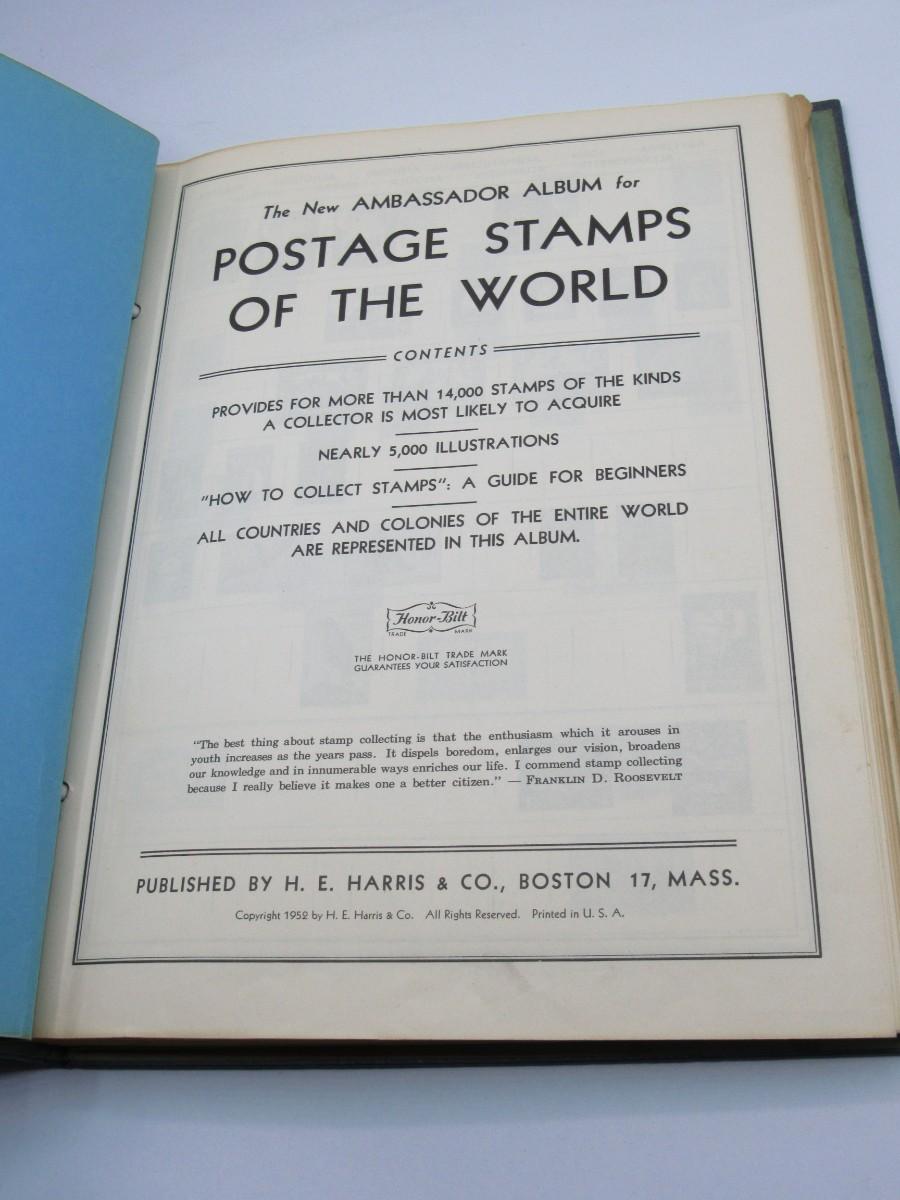 The New AMBASSADOR ALBUM for
POSTAGE STAMPS
OF THE WORLD
CONTENTS
PROVIDES FOR MORE THAN 14,000 STAMPS OF THE KINDS
A COLLECTOR IS MOST LIKELY TO ACQUIRE
NEARLY 5,000 ILLUSTRATIONS
"HOW TO COLLECT STAMPS": A GUIDE FOR BEGINNERS
ALL COUNTRIES AND COLONIES OF THE ENTIRE WORLD
ARE REPRESENTED IN THIS ALBUM.
Honor-Bilt
TRADE MARK
THE HONOR-BILT TRADE MARK
GUARANTEES YOUR SATISFACTION
"The best thing about stamp collecting is that the enthusiasm which it arouses in
youth increases as the years pass. It dispels boredom, enlarges our vision, broadens
our knowledge and in innumerable ways enriches our life. I commend stamp collecting
because I really believe it makes one a better citizen." — FRANKLIN D. ROOSEVELT
PUBLISHED BY H. E. HARRIS & CO., BOSTON 17, MASS.
Copyright 1952 by H. E. Harris & Co. All Rights Reserved. Printed in U. S. A.